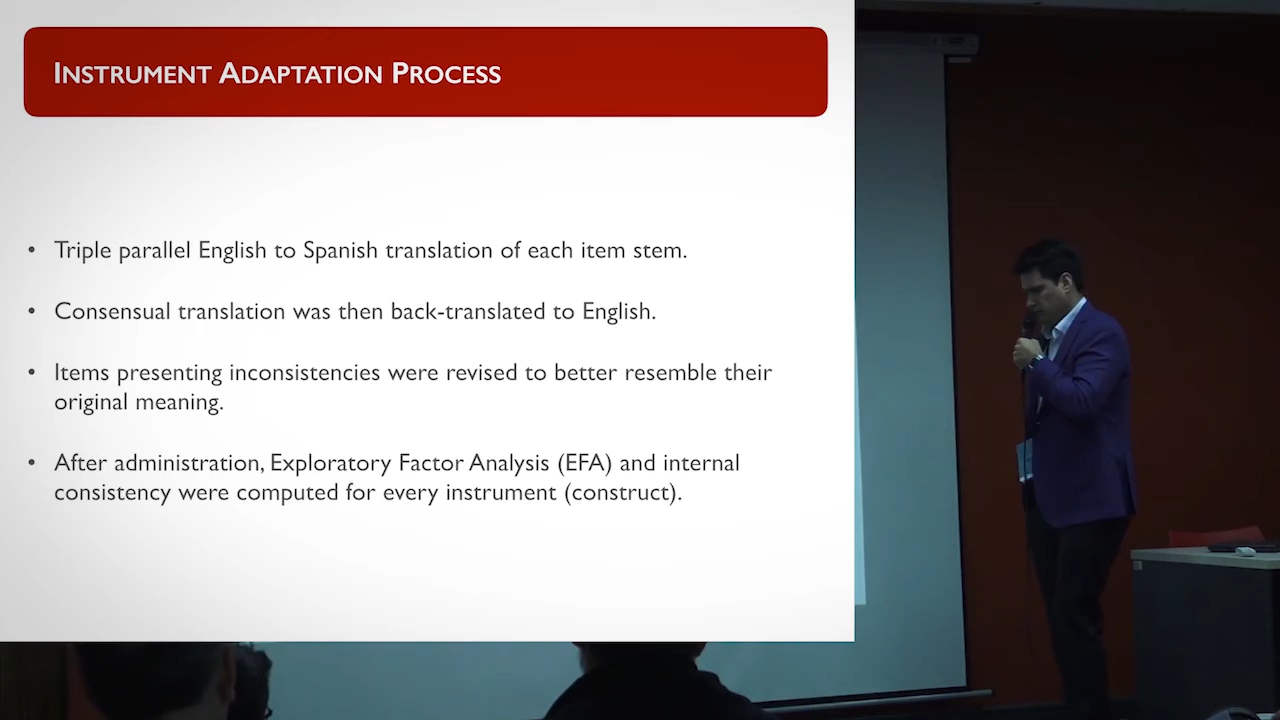 INSTRUMENT ADAPTATION PROCESS
• Triple parallel English to Spanish translation of each item stem.
• Consensual translation was then back-translated to English.
• Items presenting inconsistencies were revised to better resemble their
original meaning.
• After administration, Exploratory Factor Analysis (EFA) and internal
consistency were computed for every instrument (construct).